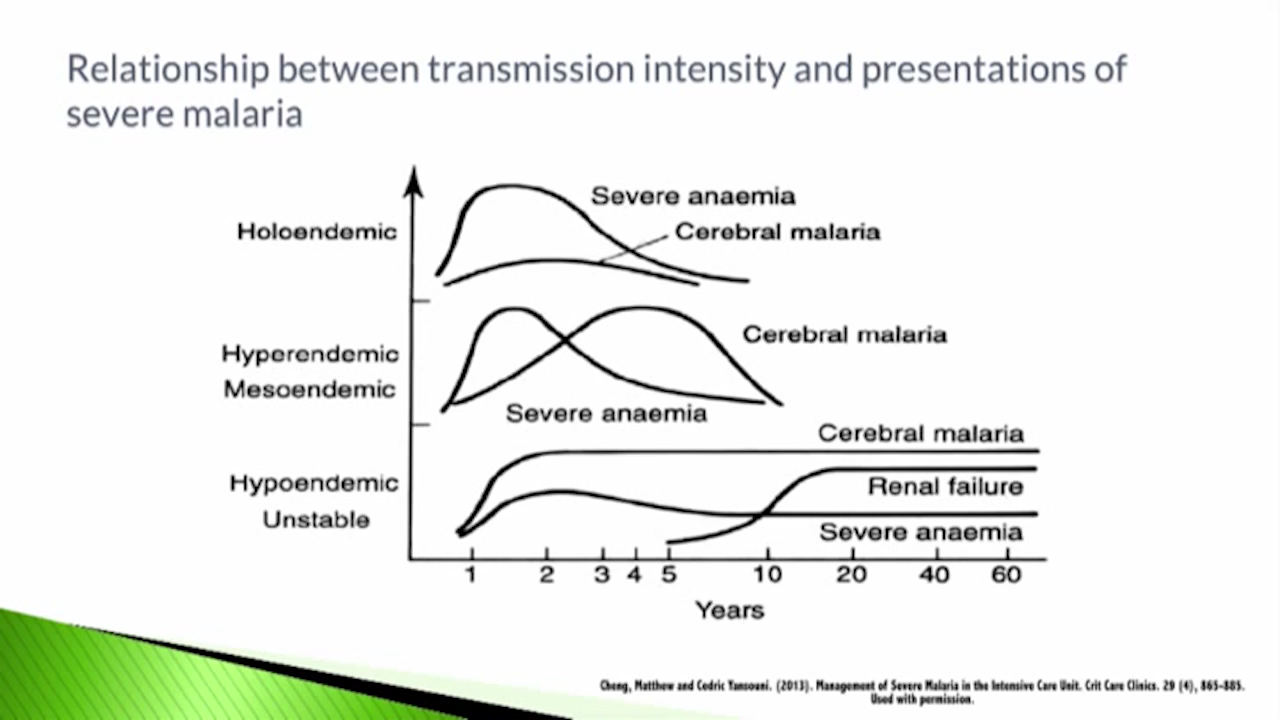 Relationship between transmission intensity and presentations of
severe malaria
Severe anaemia
Holoendemic
Cerebral malaria
Cerebral malaria
Hyperendemic
Mesoendemic
Severe anaemia
Cerebral malaria
Hypoendemic
Renal failure
Unstable
Severe anaemia
1 2 3 4 5 10 20 40 60
Years
Cheng, Matthew and Cedric Yansouni. (2013). Management of Severe Malaria in the Intensive Care Unit. Crit Care Clinics. 29 (4), 865-885.
Used with permission.